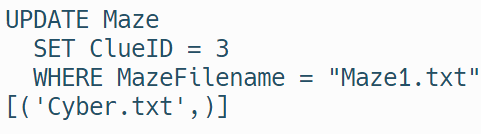 UPDATE Maze
  SET ClueID = 3
  WHERE MazeFilename = "Maze1.txt"
[('Cyber.txt',)]